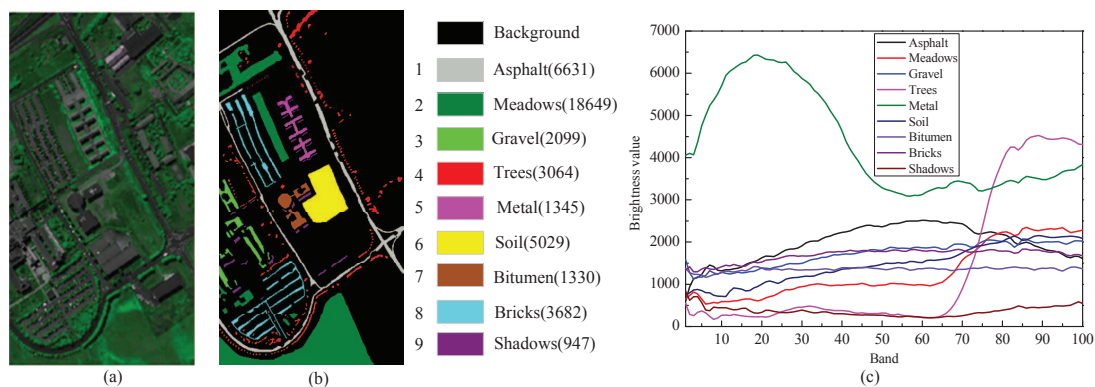 Background
1 Asphalt(6631)
2 Meadows(18649)
3 Gravel(2099)
4 Trees(3064)
5 Metal(1345)
6 Soil(5029)
7 Bitumen(1330)
8 Bricks(3682)
9 Shadows(947)
(a)
(b)
7000
6000
5000
4000
3000
2000
1000
0
Brightness value
Asphalt
Meadows
Gravel
Trees
Metal
Soil
Bitumen
Bricks
Shadows
0 10 20 30 40 50 60 70 80 90 100
Band
(c)